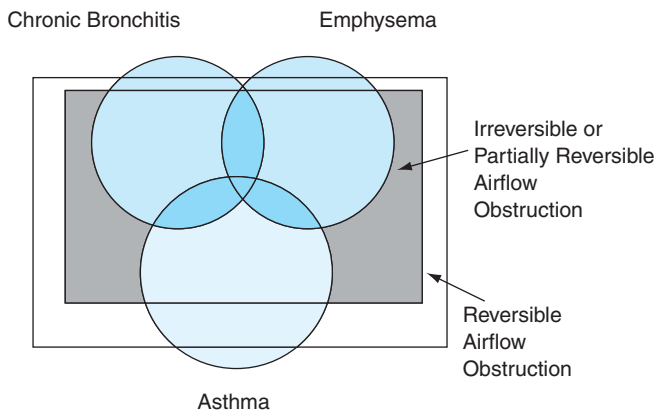 Chronic Bronchitis
Emphysema
Irreversible or
Partially Reversible
Airflow
Obstruction
Reversible
Airflow
Obstruction
Asthma